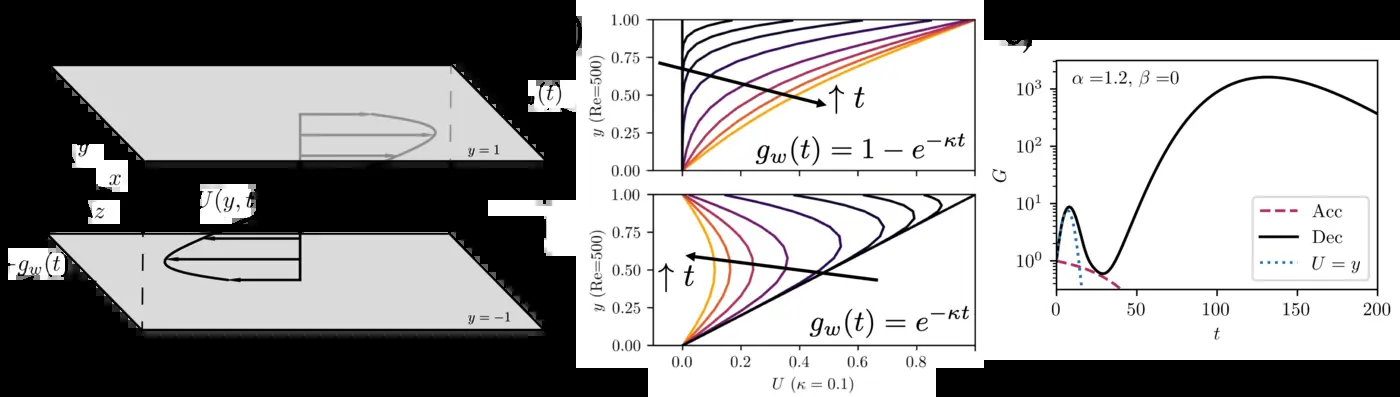 (t)
y = 1
y
x
z
U(y, t)
g_w(t)
y = −1
1.00
0.75
0.50
0.25
0.00
y (Re=500)
↑ t
g_w(t) = 1 − e^{−κt}
1.00
0.75
0.50
0.25
0.00
y (Re=500)
↑ t
g_w(t) = e^{−κt}
0.0 0.2 0.4 0.6 0.8
U (κ = 0.1)
α =1.2, β =0
10^3
10^2
10^1
10^0
G
Acc
Dec
U = y
0 50 100 150 200
t